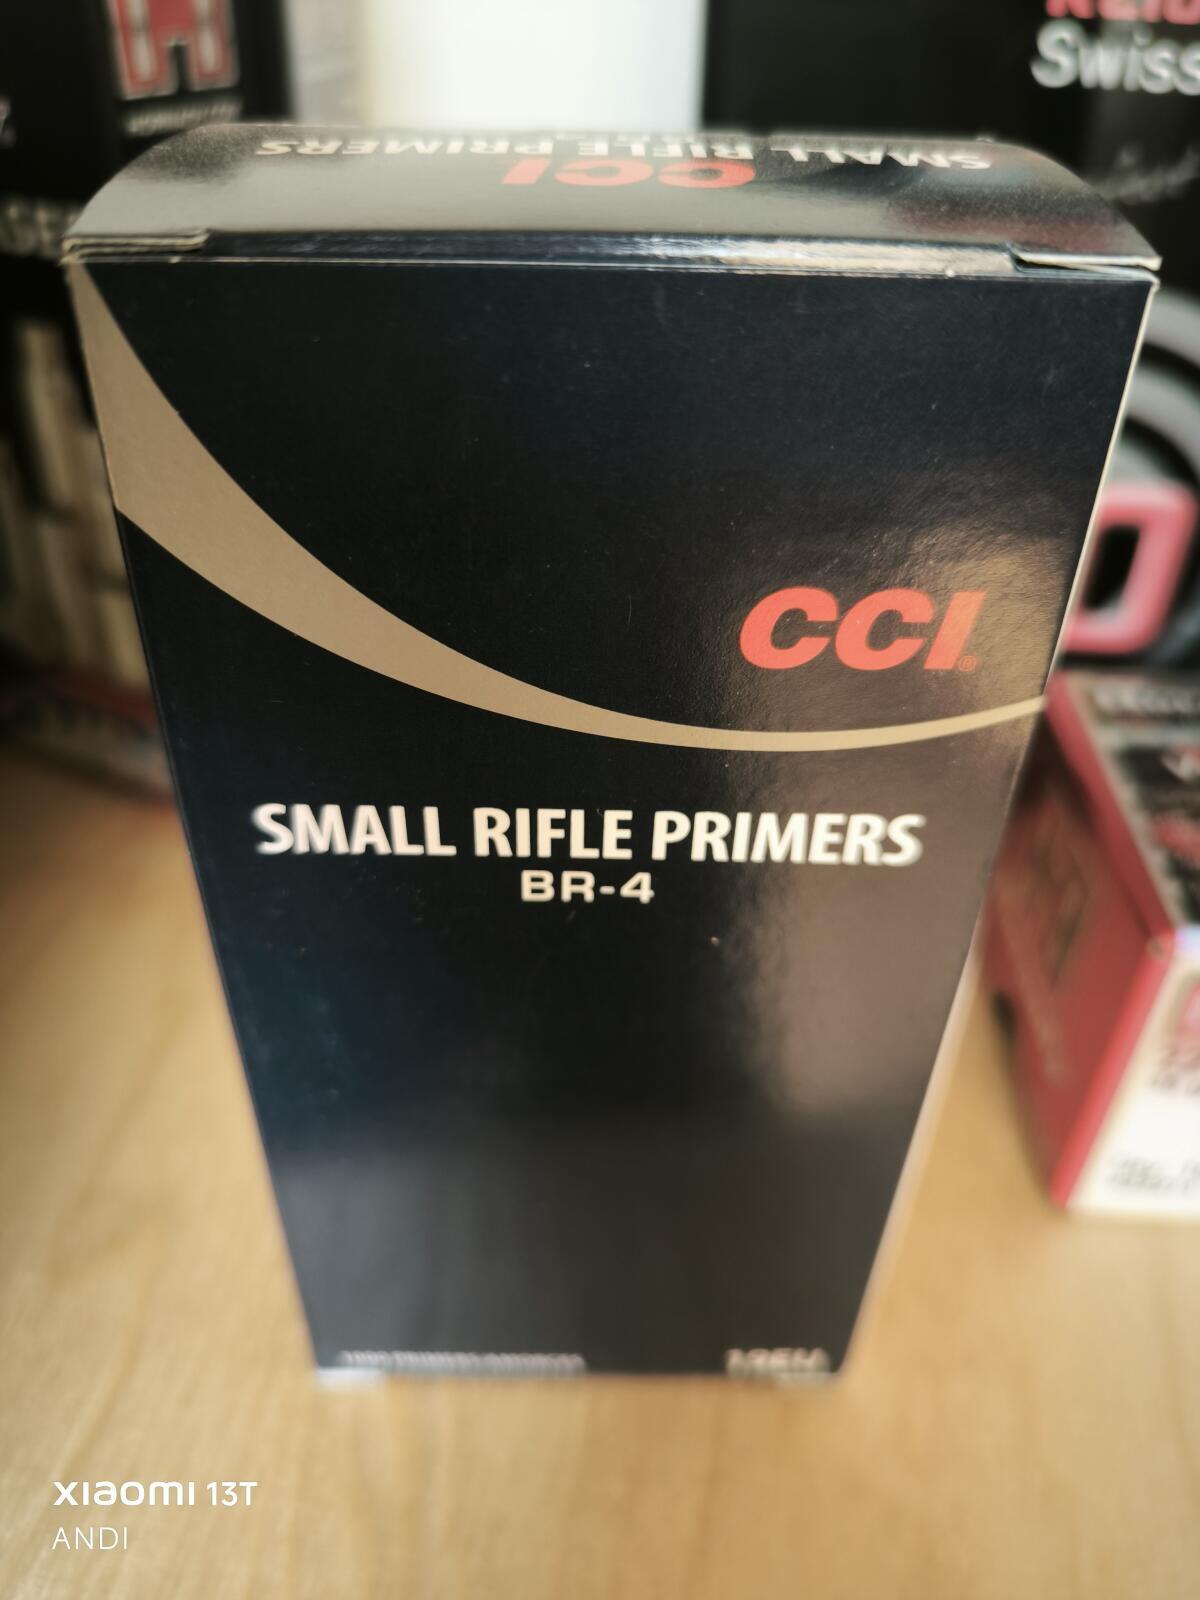 Swiss
SMALL RIFLE PRIMERS
CCI
CCI®
SMALL RIFLE PRIMERS
BR-4
XIAOMI 13T
ANDI